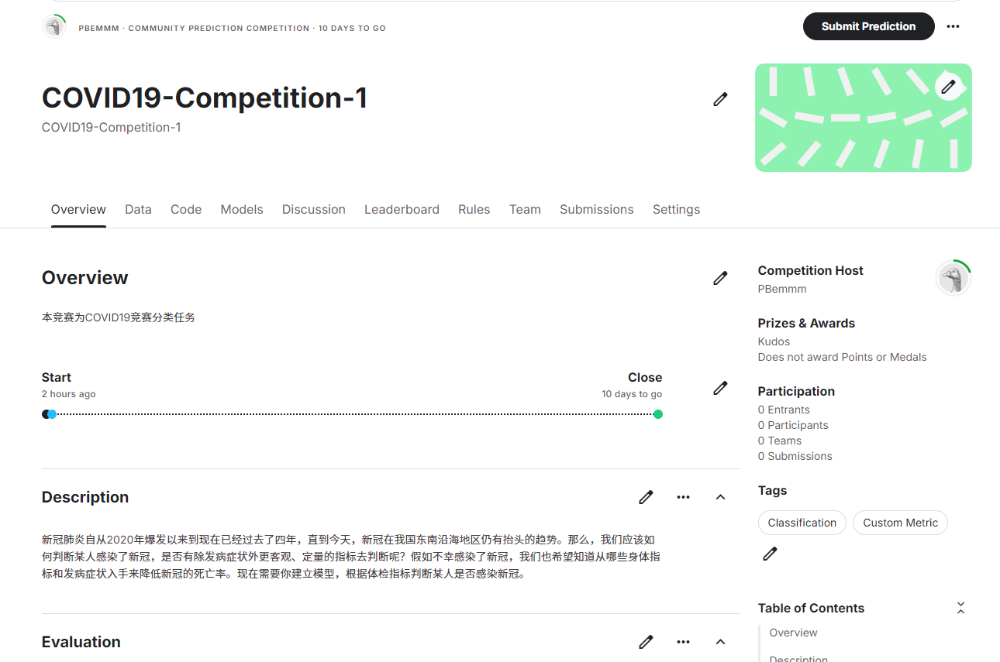 PBEMMM · COMMUNITY PREDICTION COMPETITION · 10 DAYS TO GO
Submit Prediction
COVID19-Competition-1
COVID19-Competition-1
Overview Data Code Models Discussion Leaderboard Rules Team Submissions Settings
Overview
本竞赛为COVID19竞赛分类任务
Start
2 hours ago
Close
10 days to go
Description
新冠肺炎自从2020年爆发以来到现在已经过去了四年，直到今天，新冠在我国东南沿海地区仍有抬头的趋势。那么，我们应该如
何判断某人感染了新冠，是否有除发病症状外更客观、定量的指标去判断呢？假如不幸感染了新冠，我们也希望知道从哪些身体指
标和发病症状入手来降低新冠的死亡率。现在需要你建立模型，根据体检指标判断某人是否感染新冠。
Evaluation
Competition Host
PBemmm
Prizes & Awards
Kudos
Does not award Points or Medals
Participation
0 Entrants
0 Participants
0 Teams
0 Submissions
Tags
Classification
Custom Metric
Table of Contents
Overview
Description